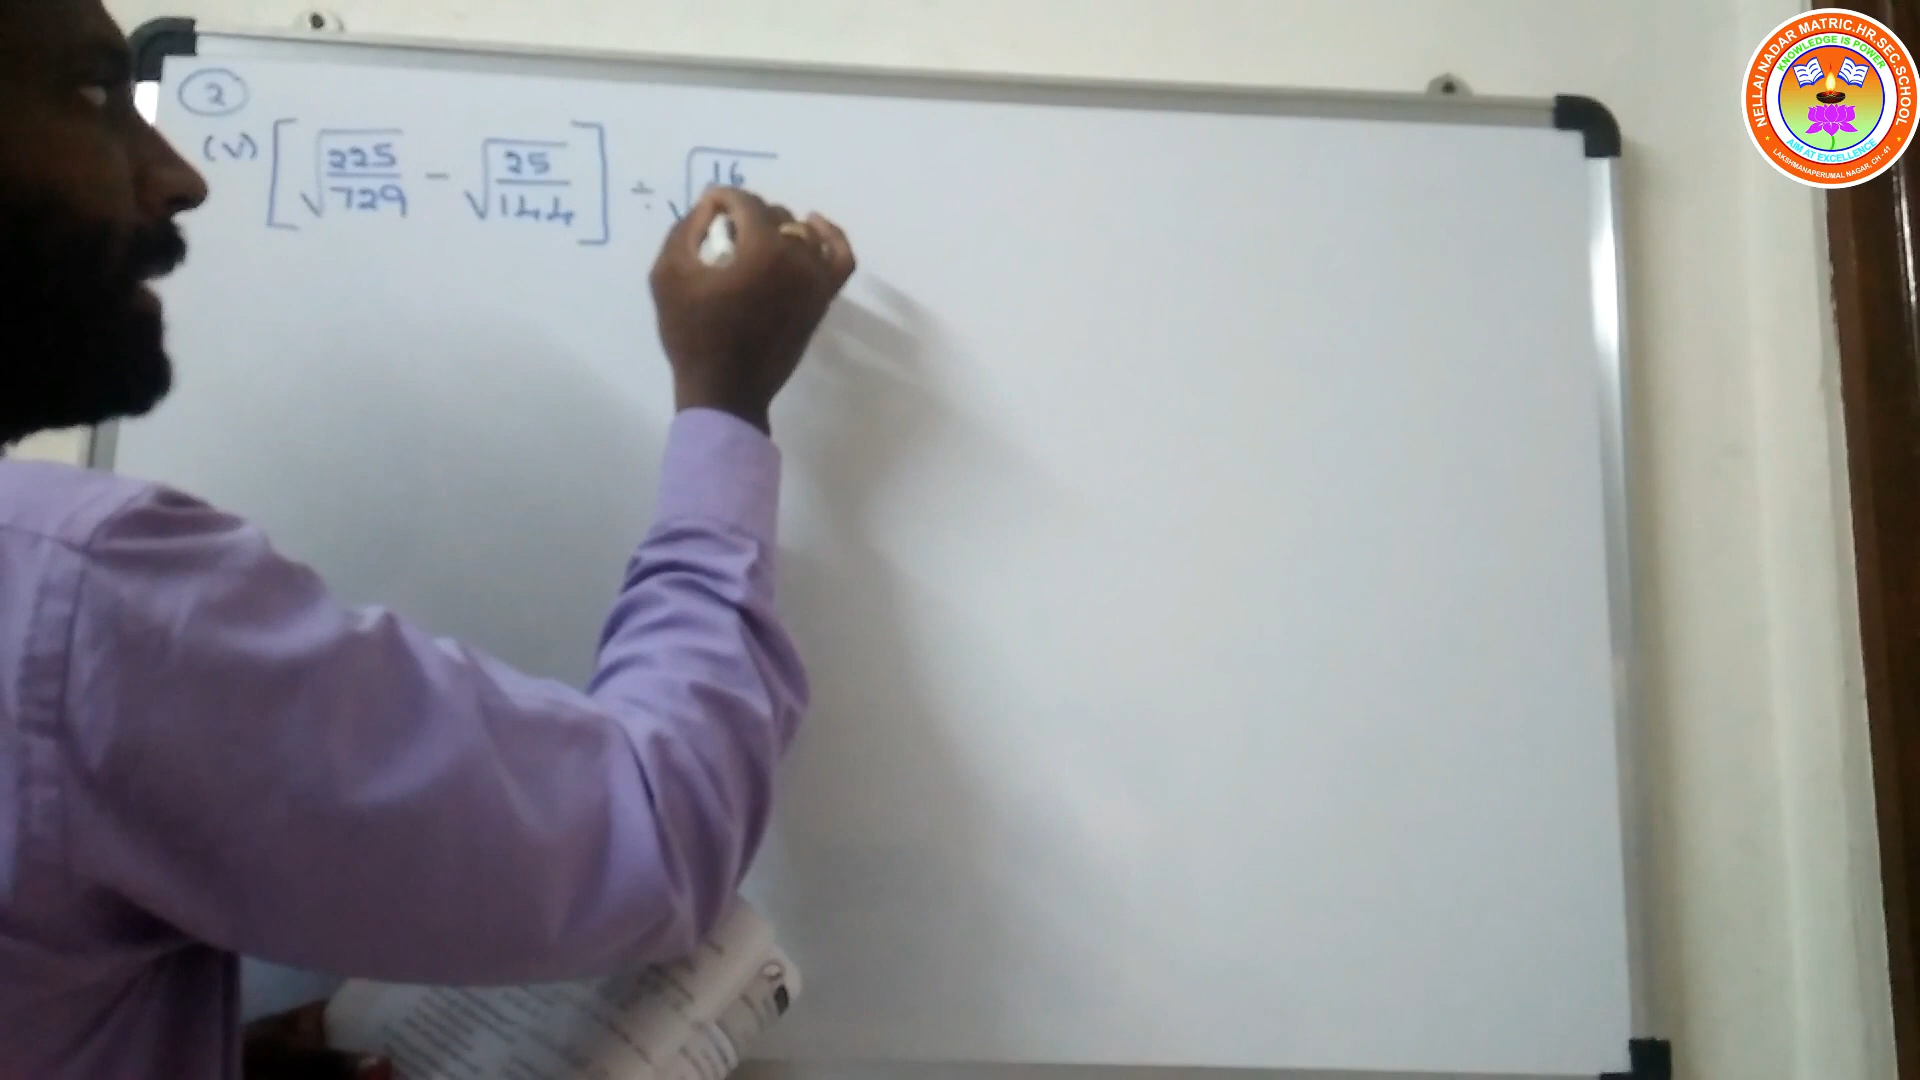 2
(v) [√225/729 − √25/144] ÷ √16
NELLAI NADAR MATRIC.HR.SEC.SCHOOL
KNOWLEDGE IS POWER
AIM AT EXCELLENCE
LAKSHMANAPERUMAL NAGAR, CH - 41